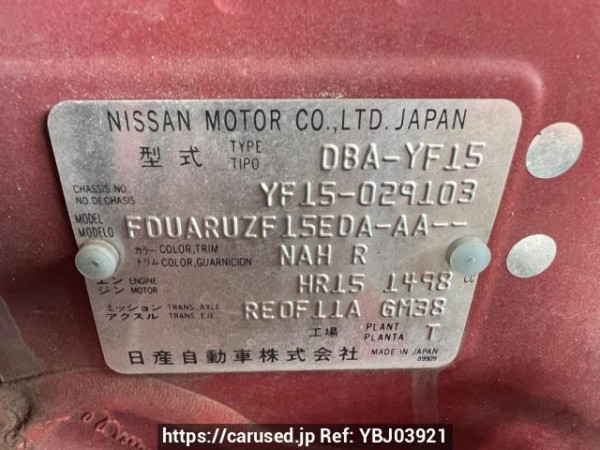 NISSAN MOTOR CO.,LTD. JAPAN
型式 TYPE TIPO DBA-YF15
CHASSIS NO. NO.DECHASIS YF15-029103
MODEL MODELO FDUARUZF15EDA-AA--
カラー COLOR,TRIM トリム COLOR,GUARNICION NAH R
エンジン ENGINE MOTOR HR15 1498 CC
ミッション TRANS.,AXLE アクスル TRANS.,EJE RE0F11A GM38
工場 PLANT PLANTA T
日産自動車株式会社 MADE IN JAPAN
89909
https://carused.jp Ref: YBJ03921